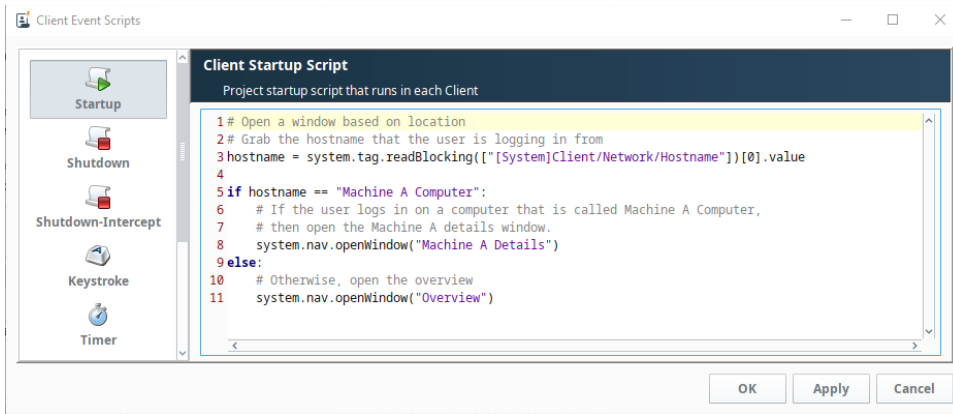 Client Event Scripts
Startup
Shutdown
Shutdown-Intercept
Keystroke
Timer
Client Startup Script
Project startup script that runs in each Client
1 # Open a window based on location
2 # Grab the hostname that the user is logging in from
3 hostname = system.tag.readBlocking(["[System]Client/Network/Hostname"])[0].value
4
5 if hostname == "Machine A Computer":
6     # If the user logs in on a computer that is called Machine A Computer,
7     # then open the Machine A details window.
8     system.nav.openWindow("Machine A Details")
9 else:
10     # Otherwise, open the overview
11     system.nav.openWindow("Overview")
OK Apply Cancel